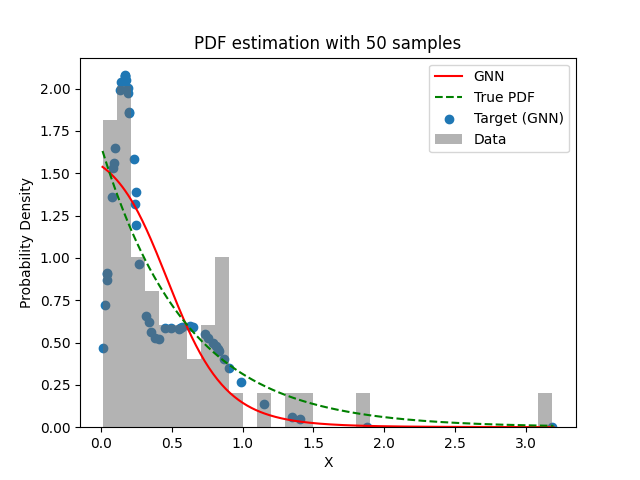 PDF estimation with 50 samples
GNN
True PDF
Target (GNN)
Data
Probability Density
2.00
1.75
1.50
1.25
1.00
0.75
0.50
0.25
0.00
0.0 0.5 1.0 1.5 2.0 2.5 3.0
X